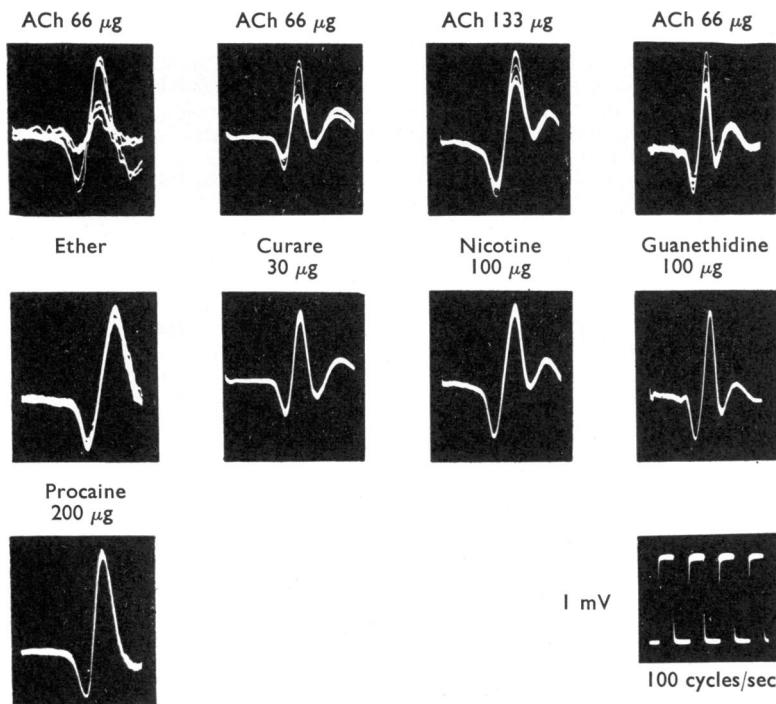 ACh 66 μg
ACh 66 μg
ACh 133 μg
ACh 66 μg
Ether
Curare
30 μg
Nicotine
100 μg
Guanethidine
100 μg
Procaine
200 μg
1 mV
100 cycles/sec